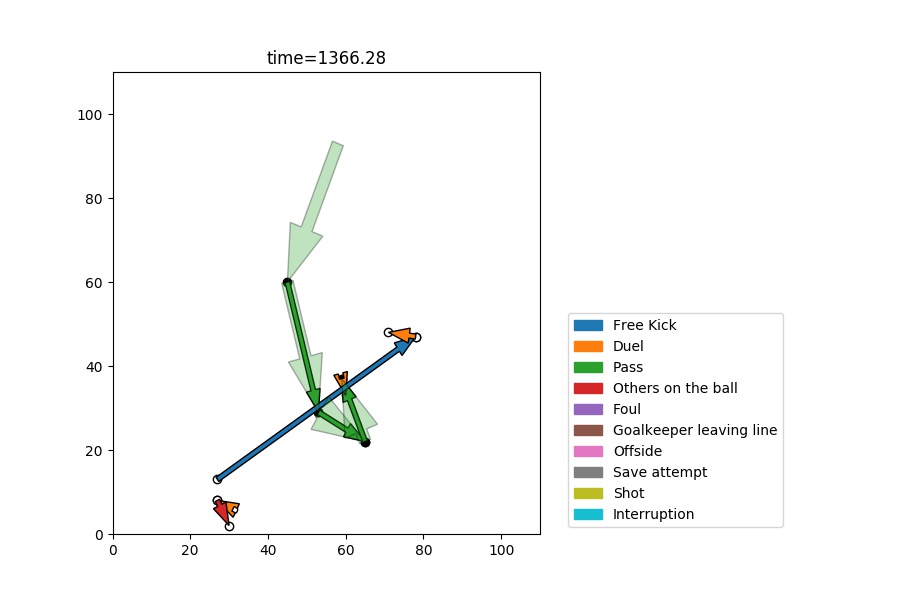 time=1366.28
100
80
60
40
20
0
0 20 40 60 80 100
Free Kick
Duel
Pass
Others on the ball
Foul
Goalkeeper leaving line
Offside
Save attempt
Shot
Interruption